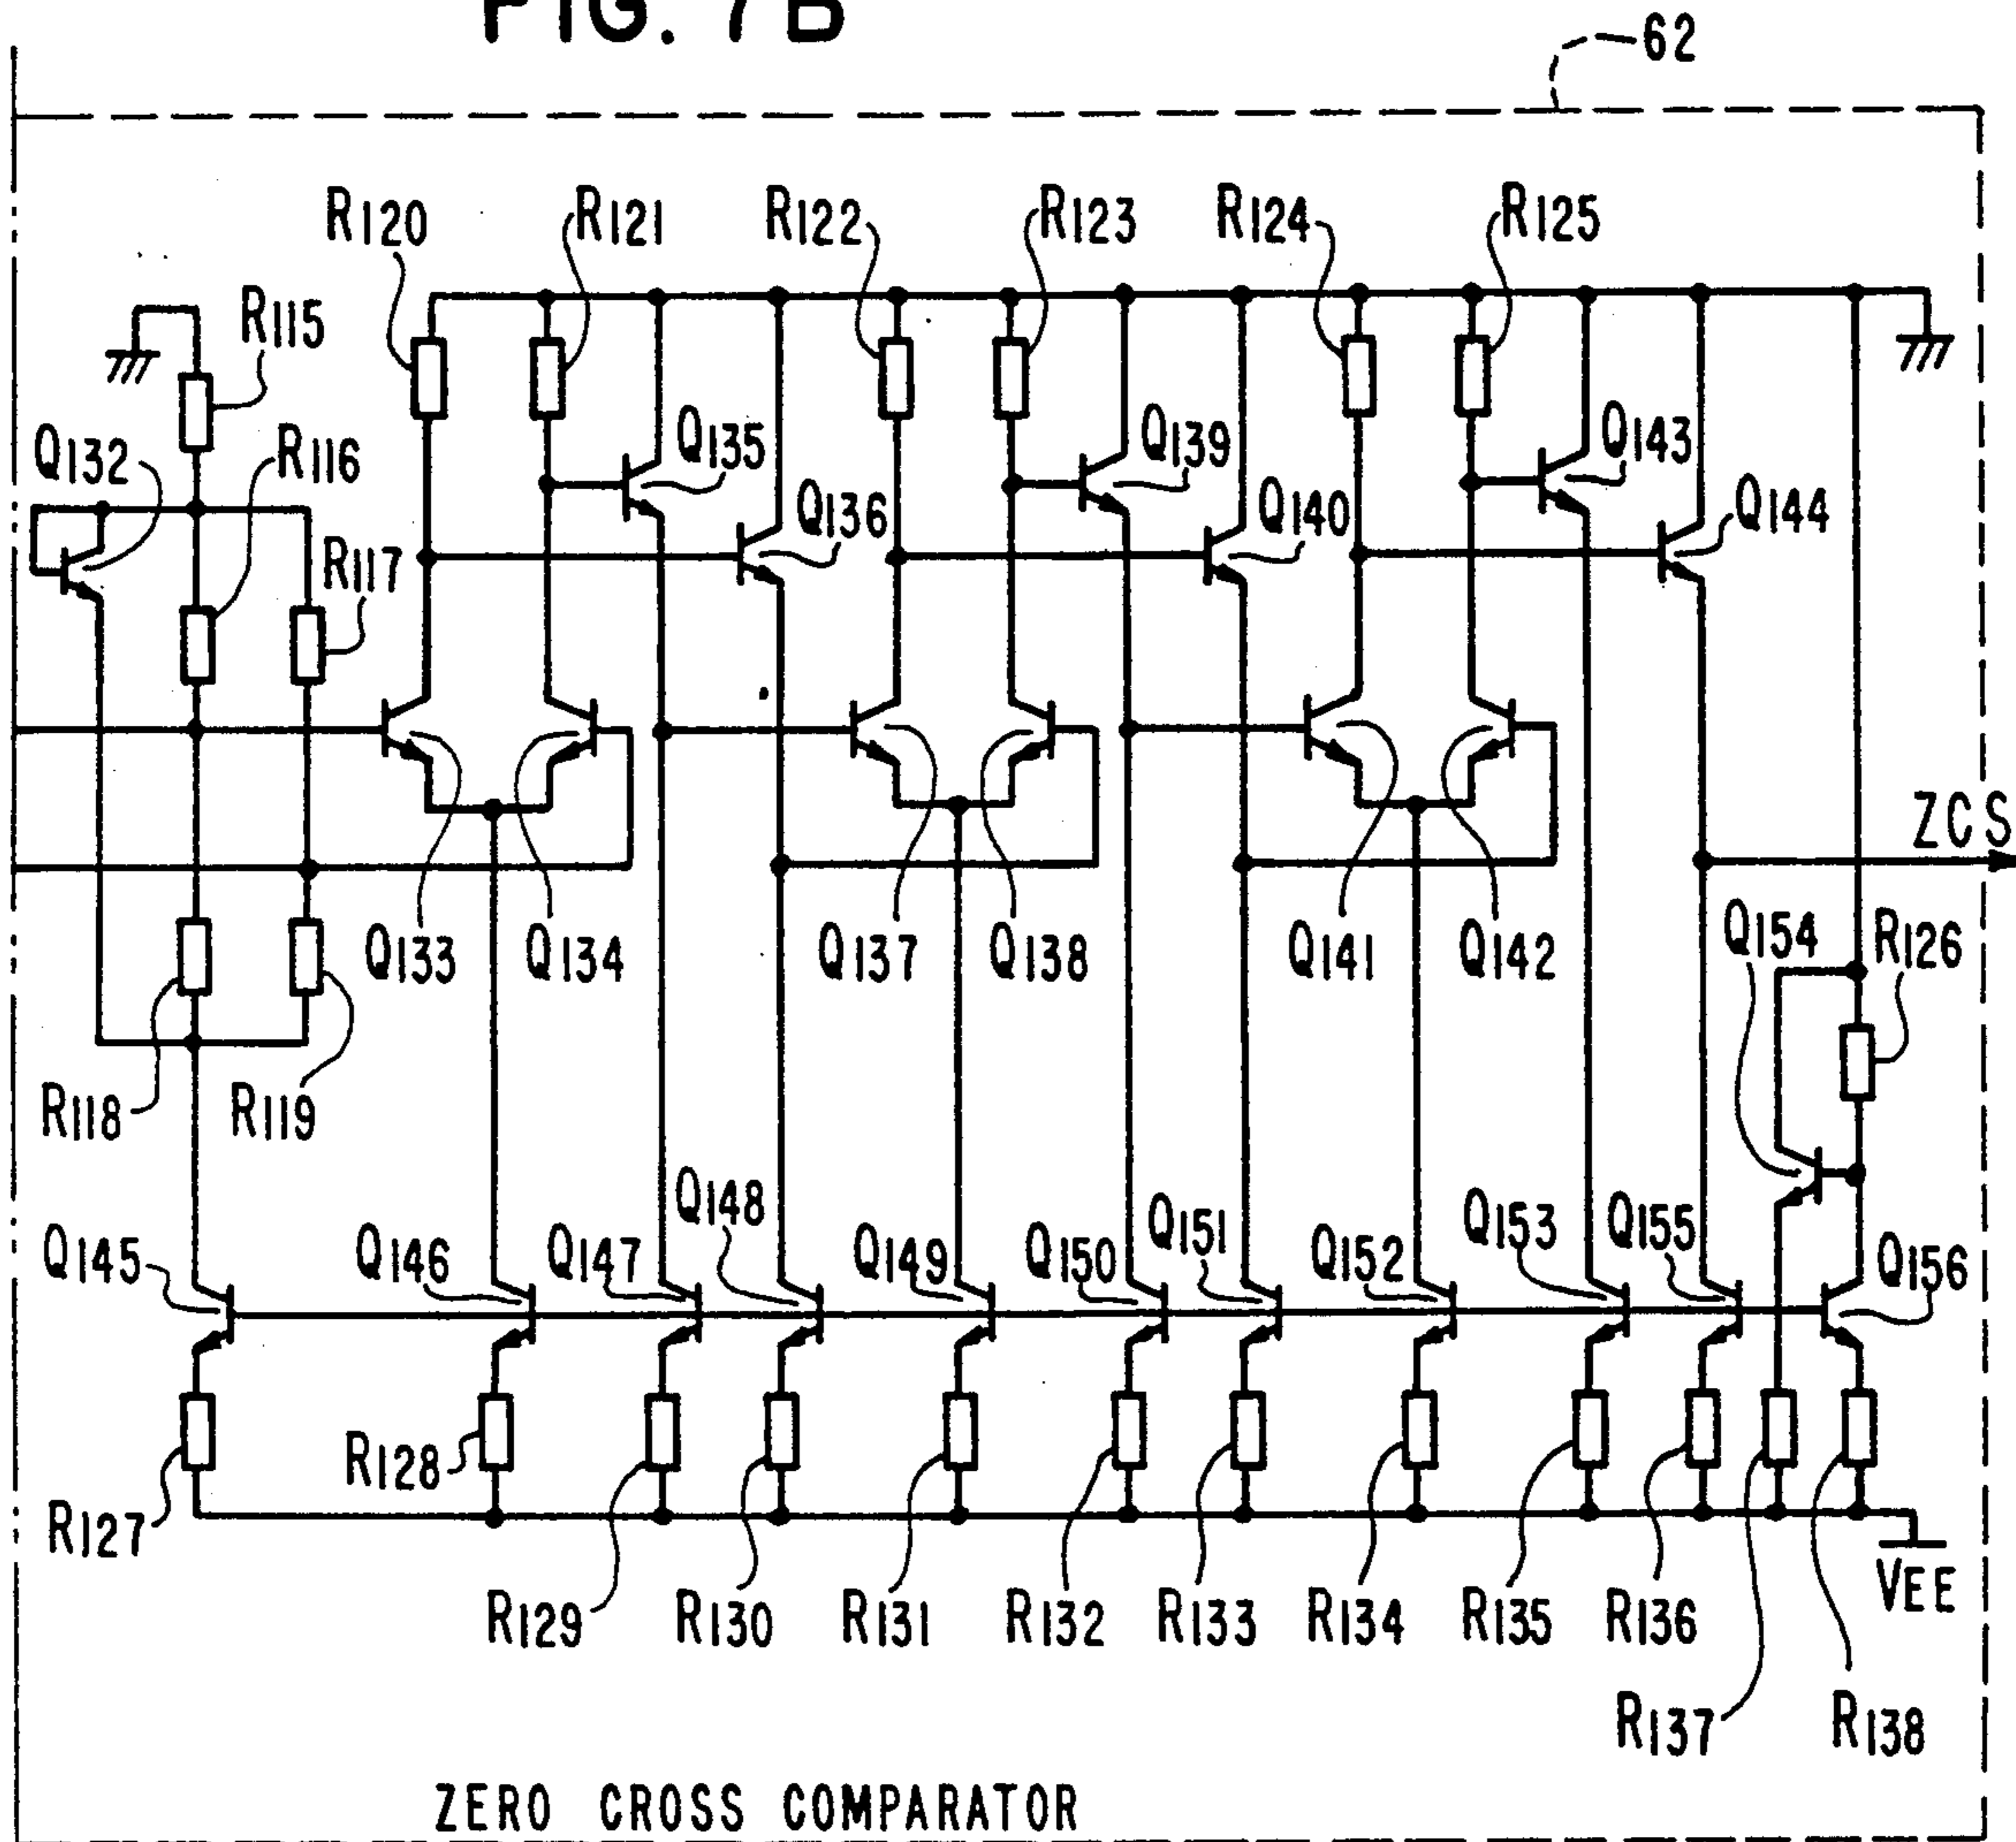 FIG. 7B
62
R120 R121 R122 R123 R124 R125
R115
Q132 R116 Q135 Q139 Q143
Q136 Q140 Q144
R117
ZCS
Q133 Q134 Q137 Q138 Q141 Q142 Q154 R126
R118 R119
Q145 Q146 Q147 Q148 Q149 Q150 Q151 Q152 Q153 Q155 Q156
R127 R128
VEE
R129 R130 R131 R132 R133 R134 R135 R136
R137 R138
ZERO CROSS COMPARATOR